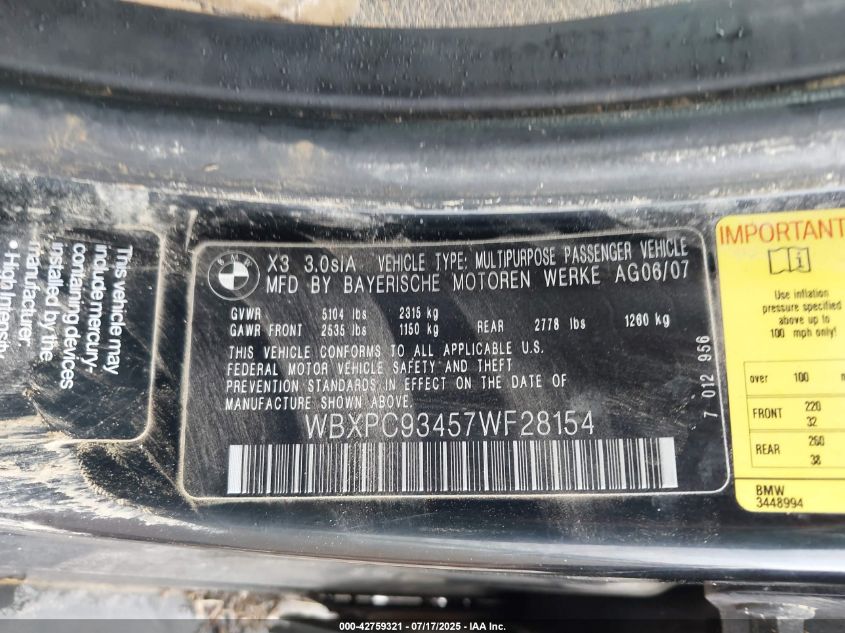 This vehicle may
include mercury-
containing devices
installed by the
manufacturer
• High Intensity
BMW
X3 3.0siA VEHICLE TYPE: MULTIPURPOSE PASSENGER VEHICLE
MFD BY BAYERISCHE MOTOREN WERKE AG06/07
GVWR 5104 lbs 2315 kg
GAWR FRONT 2535 lbs 1150 kg REAR 2778 lbs 1260 kg
THIS VEHICLE CONFORMS TO ALL APPLICABLE U.S.
FEDERAL MOTOR VEHICLE SAFETY AND THEFT
PREVENTION STANDARDS IN EFFECT ON THE DATE OF
MANUFACTURE SHOWN ABOVE.
WBXPC93457WF28154
7 012 956
IMPORTANT
Use inflation
pressure specified
above up to
100 mph only!
over 100 m
FRONT 220
32
REAR 260
38
BMW
3448994
000-42759321 - 07/17/2025 - IAA Inc.